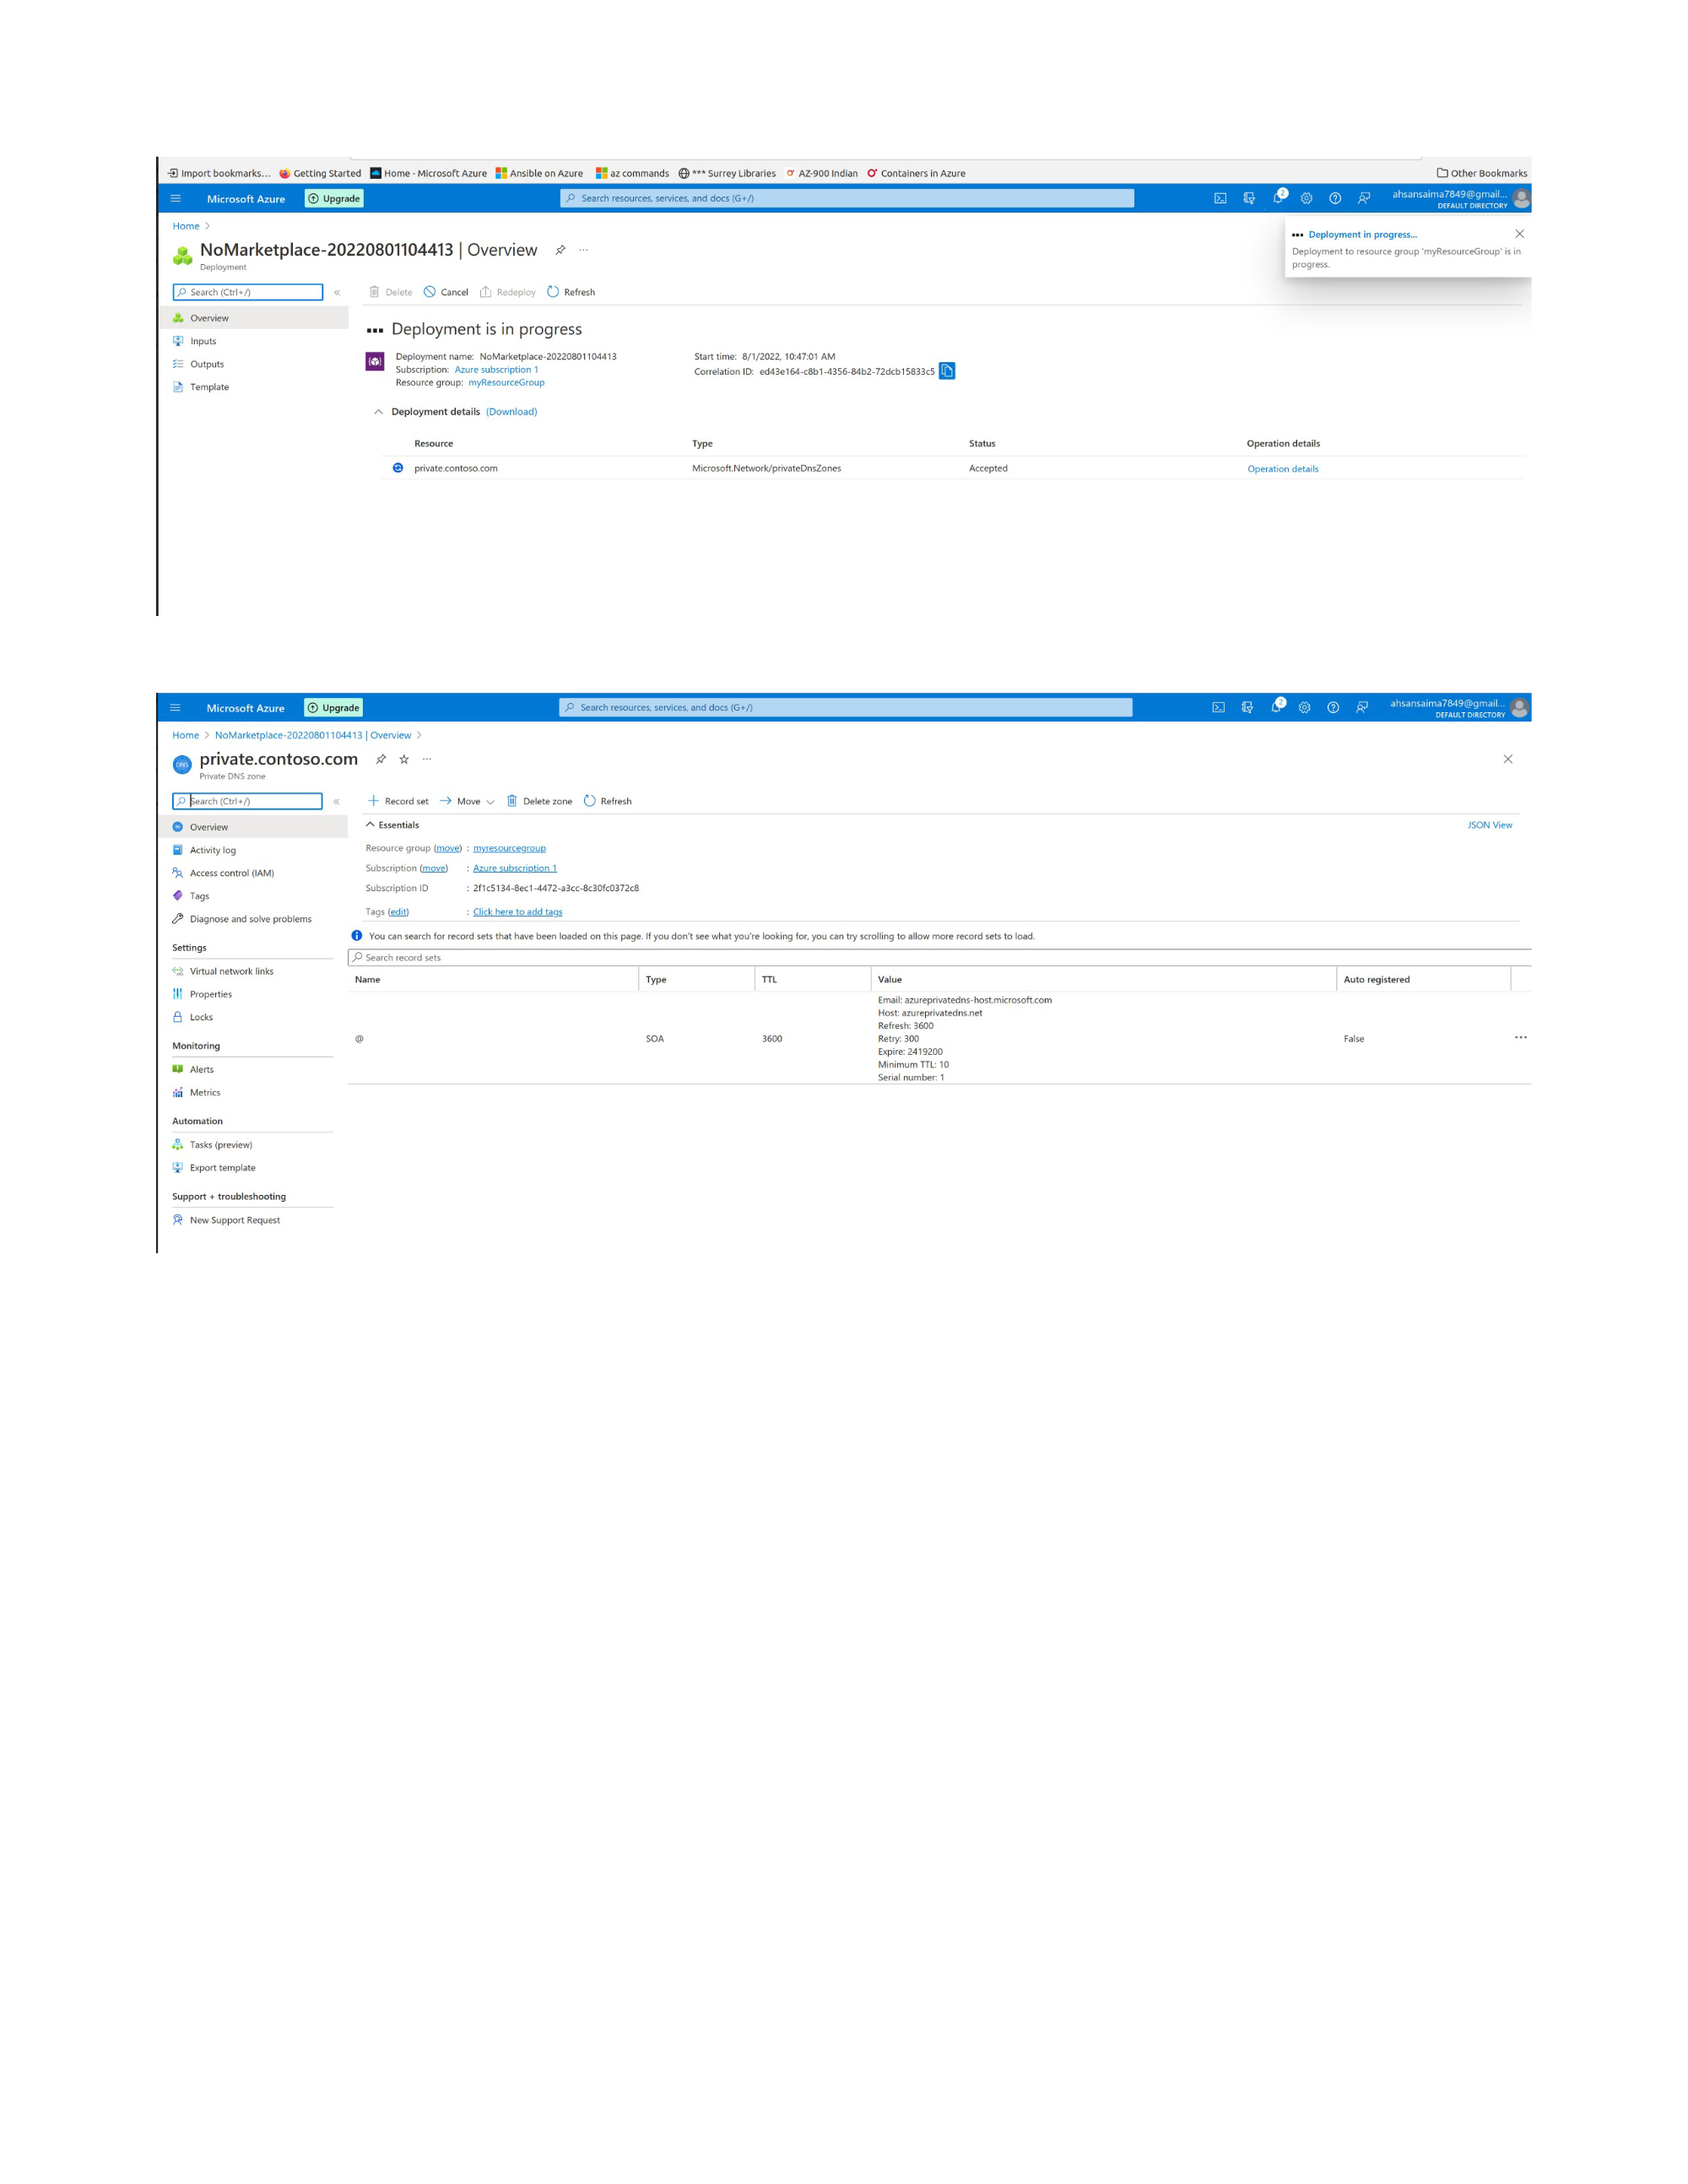 Import bookmarks... Getting Started Home - Microsoft Azure Ansible on Azure az commands *** Surrey Libraries AZ-900 Indian Containers in Azure Other Bookmarks
Microsoft Azure Upgrade Search resources, services, and docs (G+/) 2 ahsansaima7849@gmail...
DEFAULT DIRECTORY
Home >
NoMarketplace-20220801104413 | Overview ...
Deployment
Deployment in progress...
Deployment to resource group 'myResourceGroup' is in
progress.
Search (Ctrl+/) « Delete Cancel Redeploy Refresh
Overview
Inputs
Outputs
Template
Deployment is in progress
Deployment name: NoMarketplace-20220801104413 Start time: 8/1/2022, 10:47:01 AM
Subscription: Azure subscription 1 Correlation ID: ed43e164-c8b1-4356-84b2-72dcb15833c5
Resource group: myResourceGroup
Deployment details (Download)
Resource Type Status Operation details
private.contoso.com Microsoft.Network/privateDnsZones Accepted Operation details
Microsoft Azure Upgrade Search resources, services, and docs (G+/) 2 ahsansaima7849@gmail...
DEFAULT DIRECTORY
Home > NoMarketplace-20220801104413 | Overview >
DNS private.contoso.com ...
Private DNS zone
Search (Ctrl+/) « Record set Move Delete zone Refresh
Overview
Activity log
Access control (IAM)
Tags
Diagnose and solve problems
Settings
Virtual network links
Properties
Locks
Monitoring
Alerts
Metrics
Automation
Tasks (preview)
Export template
Support + troubleshooting
New Support Request
Essentials JSON View
Resource group (move) : myresourcegroup
Subscription (move) : Azure subscription 1
Subscription ID : 2f1c5134-8ec1-4472-a3cc-8c30fc0372c8
Tags (edit) : Click here to add tags
You can search for record sets that have been loaded on this page. If you don't see what you're looking for, you can try scrolling to allow more record sets to load.
Search record sets
Name Type TTL Value Auto registered
Email: azureprivatedns-host.microsoft.com
Host: azureprivatedns.net
Refresh: 3600
@ SOA 3600 Retry: 300 False ...
Expire: 2419200
Minimum TTL: 10
Serial number: 1